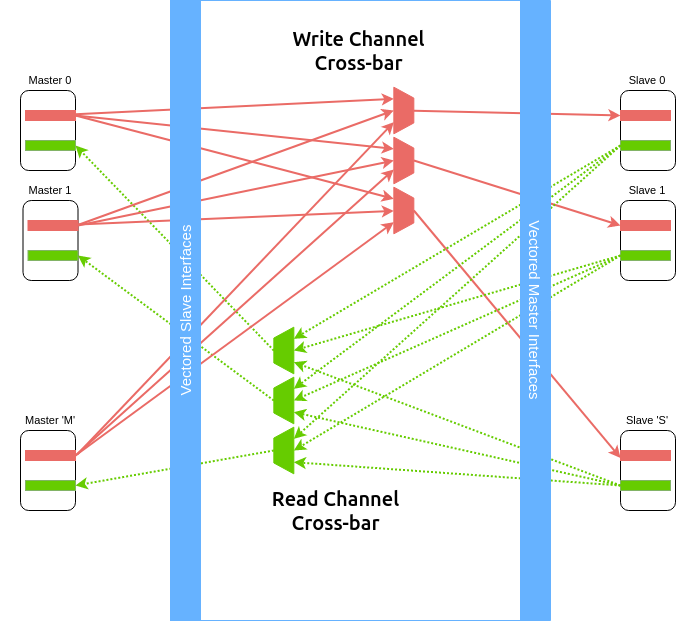 Write Channel
Cross-bar
Master 0
Slave 0
Master 1
Slave 1
Vectored Slave Interfaces
Vectored Master Interfaces
Master 'M'
Slave 'S'
Read Channel
Cross-bar